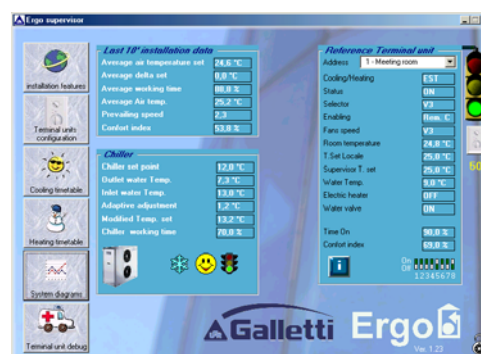 Ergo supervisor
installation features
Terminal units
configuration
Cooling timetable
Heating timetable
System diagrams
Terminal unit debug
Last 10' installation data
Average air temperature set 24,6 °C
Average delta set 0,0 °C
Average working time 80,0 %
Average Air temp. 25,2 °C
Prevailing speed 2,3
Confort index 53,0 %
Chiller
Chiller set point 12,0 °C
Outlet water Temp. 7,3 °C
Inlet water Temp. 13,0 °C
Adaptive adjustment 1,2 °C
Modified Temp. set 13,2 °C
Chiller working time 70,0 %
Reference Terminal unit
Address 1 - Meeting room
Cooling/Heating EST
Status ON
Selector V3
Enabling Rem. C
Fans speed V3
Room temperature 24,8 °C
T.Set Locale 25,0 °C
Supervisor T. set 25,0 °C
Water Temp. 9,0 °C
Electric heater OFF
Water valve ON
Time On 90,0 %
Confort index 69,0 %
i
On
Off
12345678
Galletti Ergo
Ver. 1.23